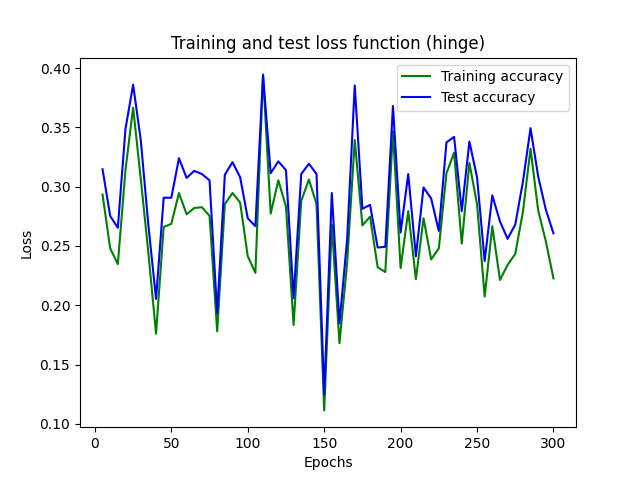 Training and test loss function (hinge)
Training accuracy
Test accuracy
0.40
0.35
0.30
0.25
0.20
0.15
0.10
Loss
0
50
100
150
200
250
300
Epochs